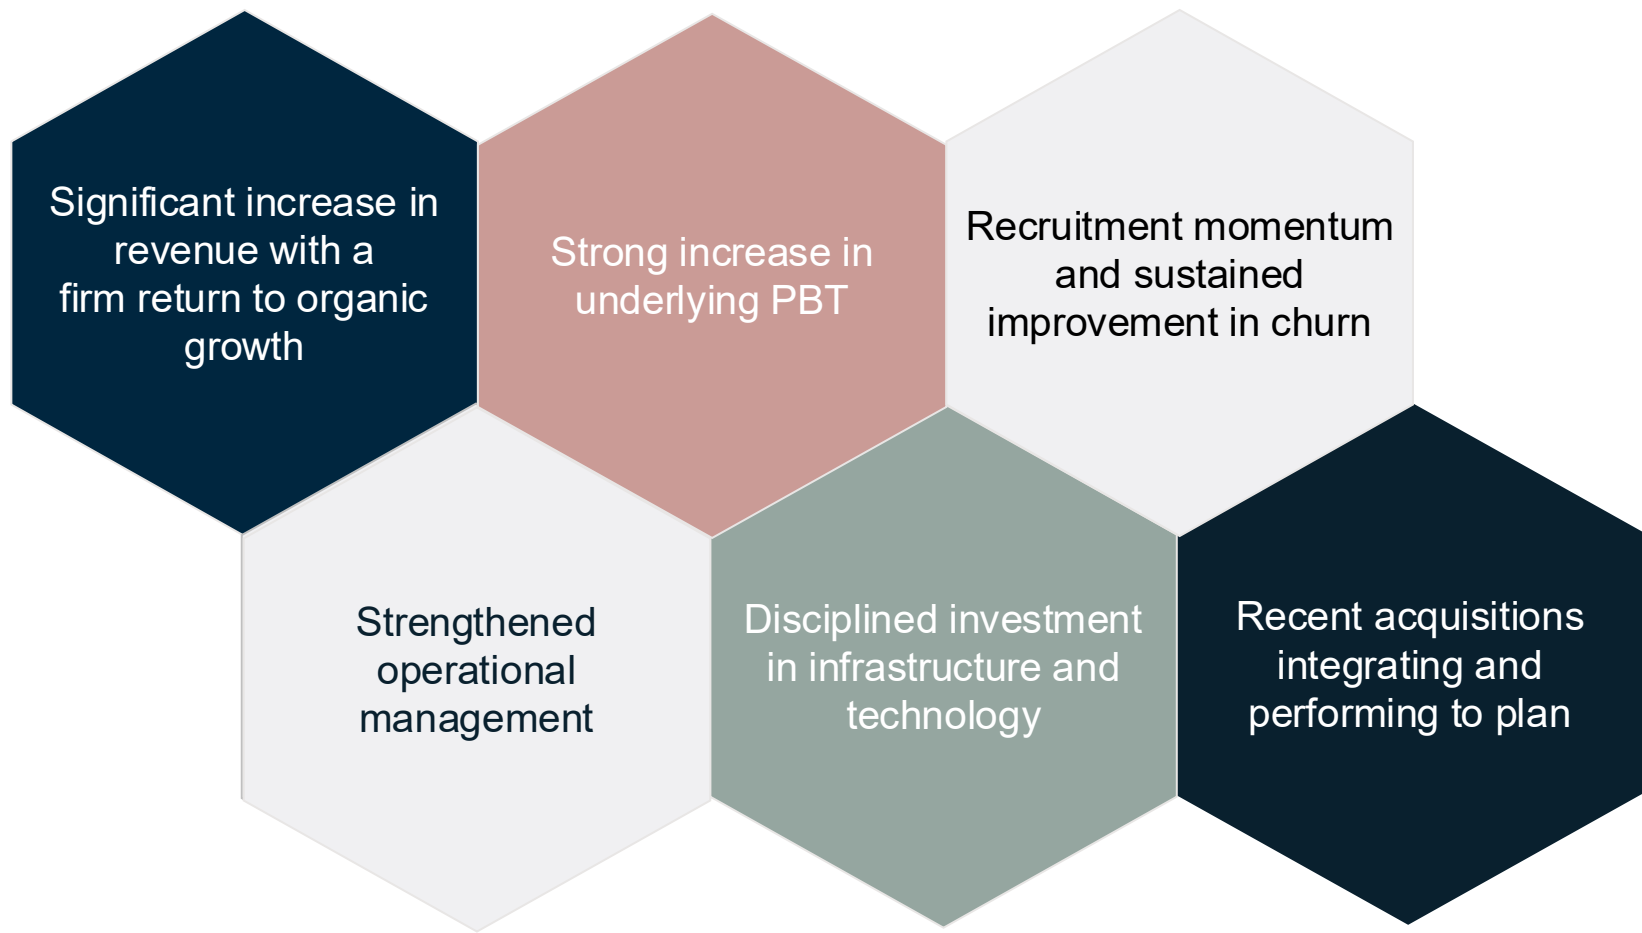 Significant increase in
revenue with a
firm return to organic
growth
Strong increase in
underlying PBT
Recruitment momentum
and sustained
improvement in churn
Strengthened
operational
management
Disciplined investment
in infrastructure and
technology
Recent acquisitions
integrating and
performing to plan